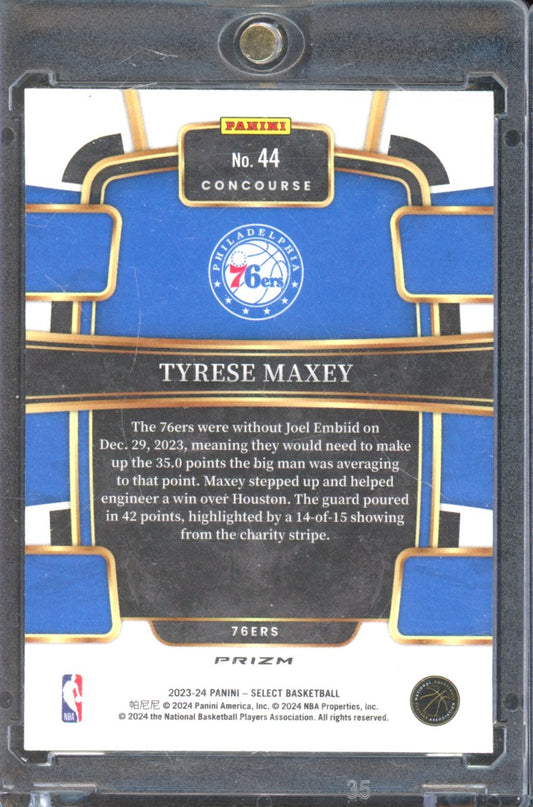 PANINI
No. 44
CONCOURSE
PHILADELPHIA
76ers
TYRESE MAXEY
The 76ers were without Joel Embiid on
Dec. 29, 2023, meaning they would need to make
up the 35.0 points the big man was averaging
to that point. Maxey stepped up and helped
engineer a win over Houston. The guard poured
in 42 points, highlighted by a 14-of-15 showing
from the charity stripe.
76ERS
PRIZM
2023-24 PANINI – SELECT BASKETBALL
帕尼尼 © 2024 Panini America, Inc. © 2024 NBA Properties, Inc.
© 2024 the National Basketball Players Association. All rights reserved.
NBA
35